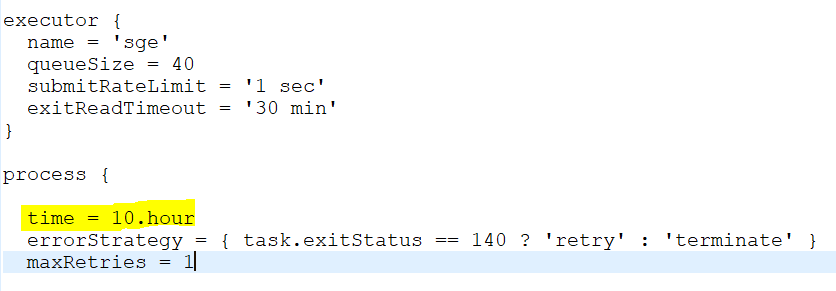 executor {
  name = 'sge'
  queueSize = 40
  submitRateLimit = '1 sec'
  exitReadTimeout = '30 min'
}
process {
  time = 10.hour
  errorStrategy = { task.exitStatus == 140 ? 'retry' : 'terminate' }
  maxRetries = 1